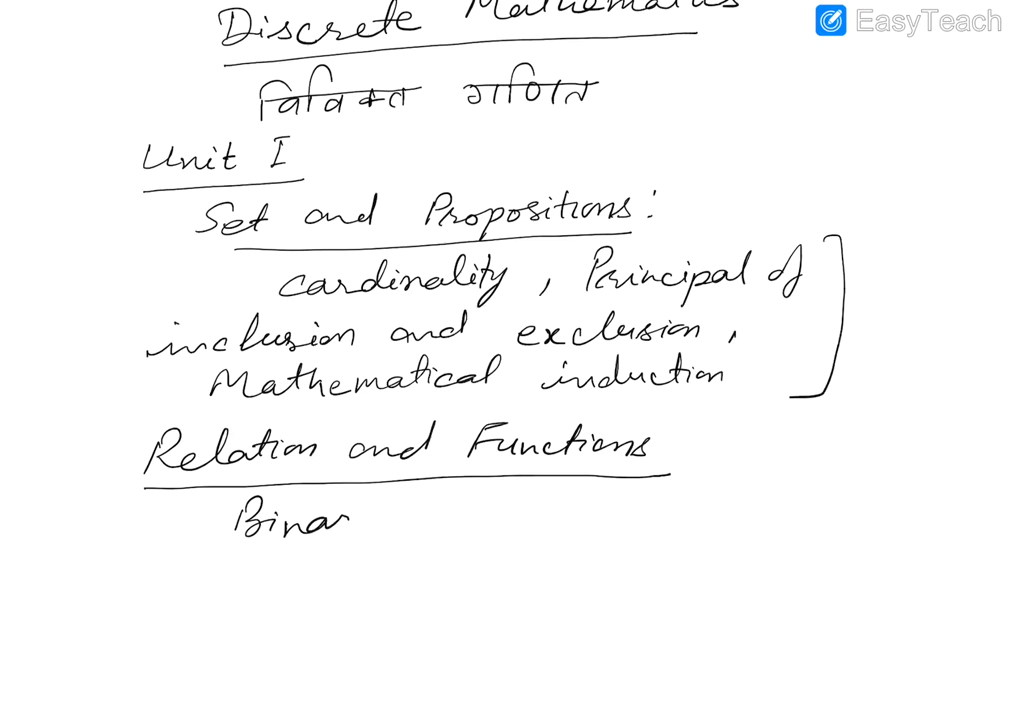 Discrete Mathematics
EasyTeach
विविक्त गणित
Unit I
Set and Propositions:
cardinality, Principal of
inclusion and exclusion,
Mathematical induction
Relation and Functions
Binar